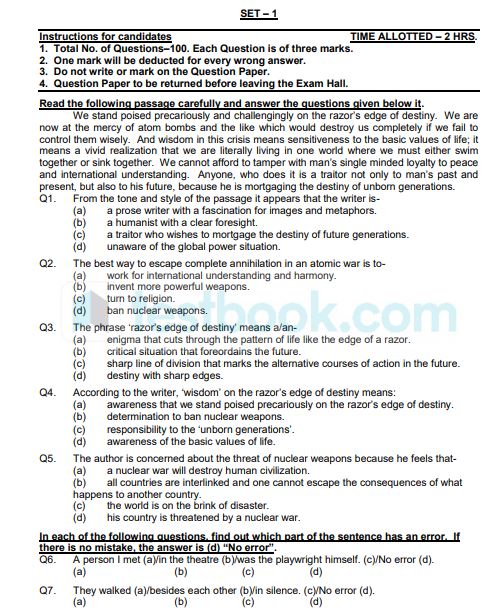 SET – 1
Instructions for candidates TIME ALLOTTED – 2 HRS.
1. Total No. of Questions–100. Each Question is of three marks.
2. One mark will be deducted for every wrong answer.
3. Do not write or mark on the Question Paper.
4. Question Paper to be returned before leaving the Exam Hall.
Read the following passage carefully and answer the questions given below it.
We stand poised precariously and challengingly on the razor's edge of destiny. We are
now at the mercy of atom bombs and the like which would destroy us completely if we fail to
control them wisely. And wisdom in this crisis means sensitiveness to the basic values of life; it
means a vivid realization that we are literally living in one world where we must either swim
together or sink together. We cannot afford to tamper with man's single minded loyalty to peace
and international understanding. Anyone, who does it is a traitor not only to man's past and
present, but also to his future, because he is mortgaging the destiny of unborn generations.
Q1. From the tone and style of the passage it appears that the writer is-
(a) a prose writer with a fascination for images and metaphors.
(b) a humanist with a clear foresight.
(c) a traitor who wishes to mortgage the destiny of future generations.
(d) unaware of the global power situation.
Q2. The best way to escape complete annihilation in an atomic war is to-
(a) work for international understanding and harmony.
(b) invent more powerful weapons.
(c) turn to religion.
(d) ban nuclear weapons.
testbook.com
Q3. The phrase 'razor's edge of destiny' means a/an-
(a) enigma that cuts through the pattern of life like the edge of a razor.
(b) critical situation that foreordains the future.
(c) sharp line of division that marks the alternative courses of action in the future.
(d) destiny with sharp edges.
Q4. According to the writer, 'wisdom' on the razor's edge of destiny means:
(a) awareness that we stand poised precariously on the razor's edge of destiny.
(b) determination to ban nuclear weapons.
(c) responsibility to the 'unborn generations'.
(d) awareness of the basic values of life.
Q5. The author is concerned about the threat of nuclear weapons because he feels that-
(a) a nuclear war will destroy human civilization.
(b) all countries are interlinked and one cannot escape the consequences of what
happens to another country.
(c) the world is on the brink of disaster.
(d) his country is threatened by a nuclear war.
In each of the following questions, find out which part of the sentence has an error. If
there is no mistake, the answer is (d) "No error".
Q6. A person I met (a)/in the theatre (b)/was the playwright himself. (c)/No error (d).
(a) (b) (c) (d)
Q7. They walked (a)/besides each other (b)/in silence. (c)/No error (d).
(a) (b) (c) (d)